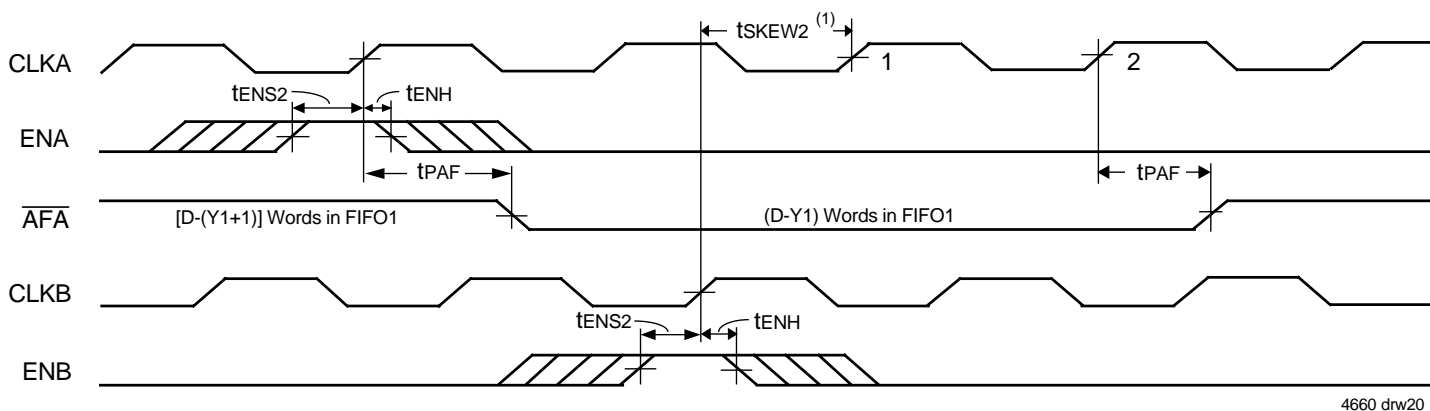 tSKEW2 (1)
CLKA
1
2
tENS2
tENH
ENA
tPAF
tPAF
AFA
[D-(Y1+1)] Words in FIFO1
(D-Y1) Words in FIFO1
CLKB
tENS2
tENH
ENB
4660 drw20